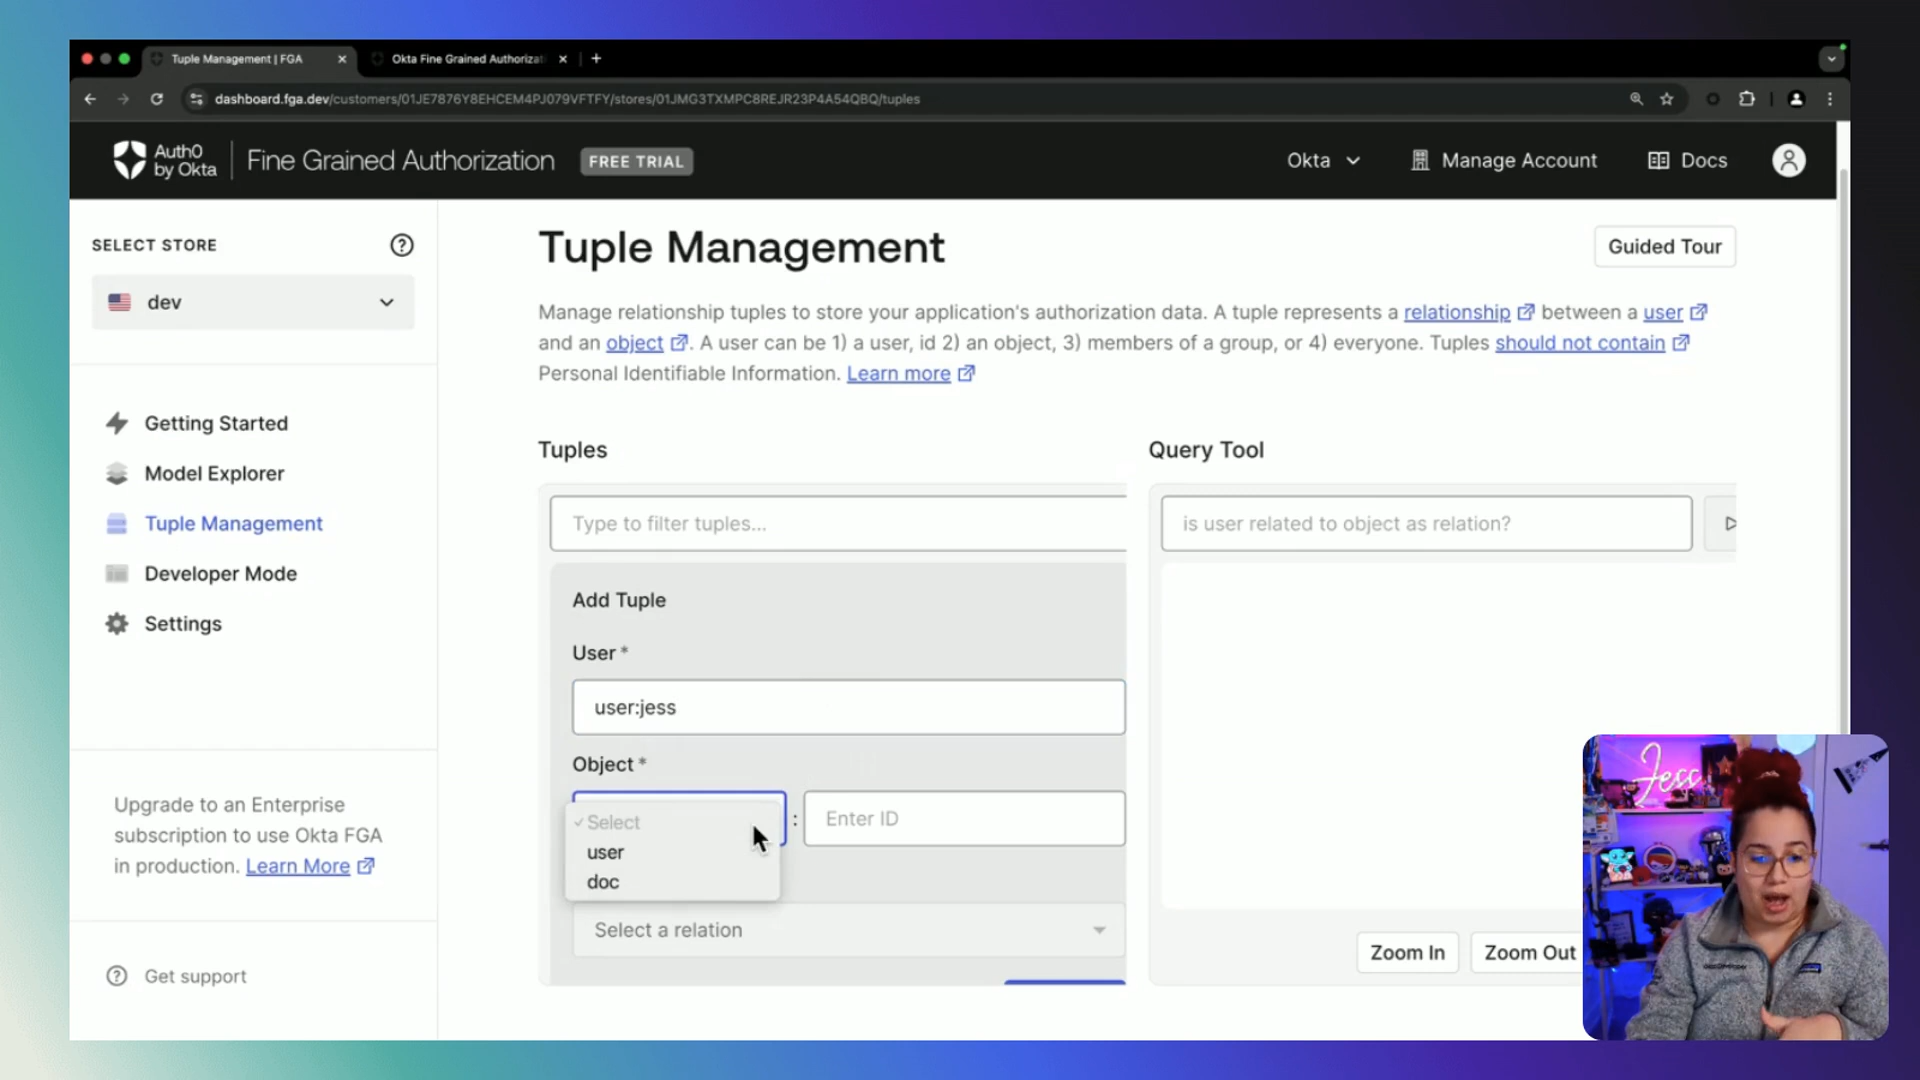 Tuple Management | FGA
Okta Fine Grained Authorizat
dashboard.fga.dev/customers/01JE7876Y8EHCEM4PJ079VFTFY/stores/01JMG3TXMPC8REJR23P4A54QBQ/tuples
Auth0 by Okta
Fine Grained Authorization
FREE TRIAL
Okta
Manage Account
Docs
SELECT STORE
dev
Getting Started
Model Explorer
Tuple Management
Developer Mode
Settings
Upgrade to an Enterprise
subscription to use Okta FGA
in production. Learn More
Get support
Tuple Management
Guided Tour
Manage relationship tuples to store your application's authorization data. A tuple represents a relationship between a user
and an object. A user can be 1) a user, id 2) an object, 3) members of a group, or 4) everyone. Tuples should not contain
Personal Identifiable Information. Learn more
Tuples
Type to filter tuples...
Add Tuple
User *
user:jess
Object *
Select
user
doc
:
Enter ID
Select a relation
Query Tool
is user related to object as relation?
Zoom In
Zoom Out
Jess